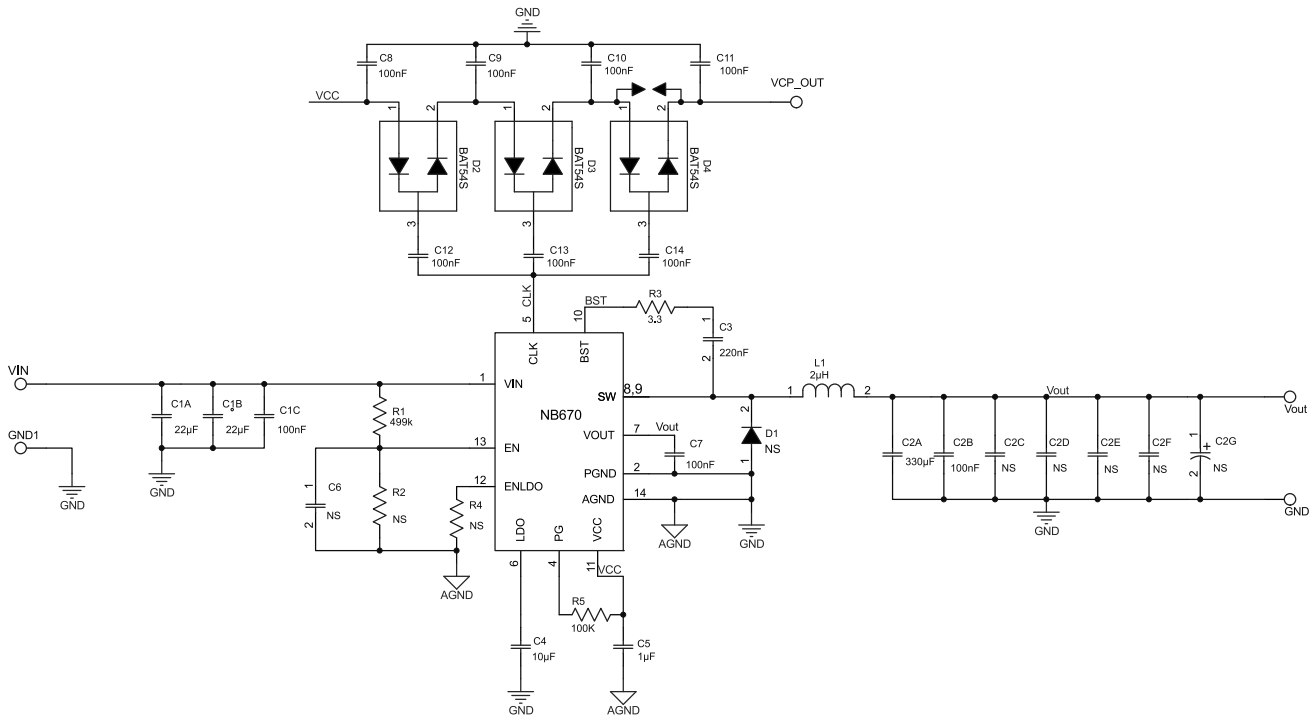 GND
C8
100nF
C9
100nF
C10
100nF
C11
100nF
VCP_OUT
VCC
1
2
1
2
1
2
D2
BAT54S
D3
BAT54S
D4
BAT54S
3
3
3
C12
100nF
C13
100nF
C14
100nF
CLK
5
BST
10
R3
3.3
1
C3
220nF
2
CLK
BST
VIN
1
VIN
SW
8,9
L1
2µH
1
2
Vout
Vout
C1A
22µF
C1B
22µF
C1C
100nF
R1
499k
NB670
GND1
GND
GND
13
EN
VOUT
7
Vout
C7
100nF
2
D1
NS
1
C2A
330µF
C2B
100nF
C2C
NS
C2D
NS
C2E
NS
C2F
NS
1
+
C2G
NS
2
12
ENLDO
PGND
2
C6
1
NS
2
R2
NS
R4
NS
AGND
14
LDO
PG
VCC
AGND
GND
GND
GND
AGND
6
4
11
VCC
R5
100K
C4
10µF
C5
1µF
GND
AGND